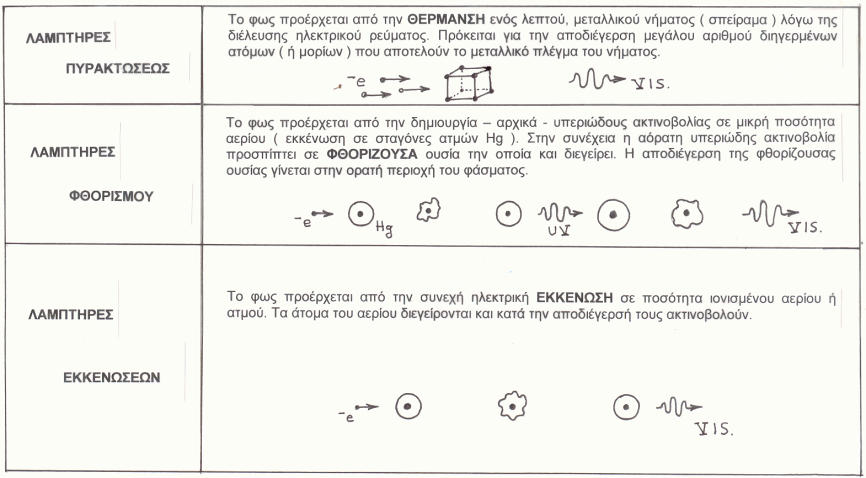 ΛΑΜΠΤΗΡΕΣ
ΠΥΡΑΚΤΩΣΕΩΣ
Το φως προέρχεται από την ΘΕΡΜΑΝΣΗ ενός λεπτού, μεταλλικού νήματος ( σπείραμα ) λόγω της
διέλευσης ηλεκτρικού ρεύματος. Πρόκειται για την αποδιέγερση μεγάλου αριθμού διηγερμένων
ατόμων ( ή μορίων ) που αποτελούν το μεταλλικό πλέγμα του νήματος.
-e VIS.
ΛΑΜΠΤΗΡΕΣ
ΦΘΟΡΙΣΜΟΥ
Το φως προέρχεται από την δημιουργία – αρχικά - υπεριώδους ακτινοβολίας σε μικρή ποσότητα
αερίου ( εκκένωση σε σταγόνες ατμών Hg ). Στην συνέχεια η αόρατη υπεριώδης ακτινοβολία
προσπίπτει σε ΦΘΟΡΙΖΟΥΣΑ ουσία την οποία και διεγείρει. Η αποδιέγερση της φθορίζουσας
ουσίας γίνεται στην ορατή περιοχή του φάσματος.
-e Hg UV VIS.
ΛΑΜΠΤΗΡΕΣ
ΕΚΚΕΝΩΣΕΩΝ
Το φως προέρχεται από την συνεχή ηλεκτρική ΕΚΚΕΝΩΣΗ σε ποσότητα ιονισμένου αερίου ή
ατμού. Τα άτομα του αερίου διεγείρονται και κατά την αποδιέγερσή τους ακτινοβολούν.
-e VIS.